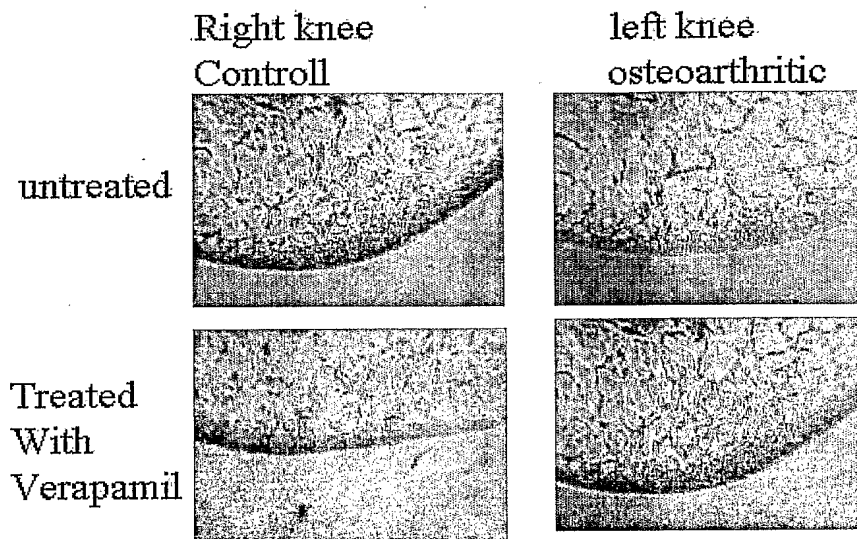 Right knee
Controll
left knee
osteoarthritic
untreated
Treated
With
Verapamil